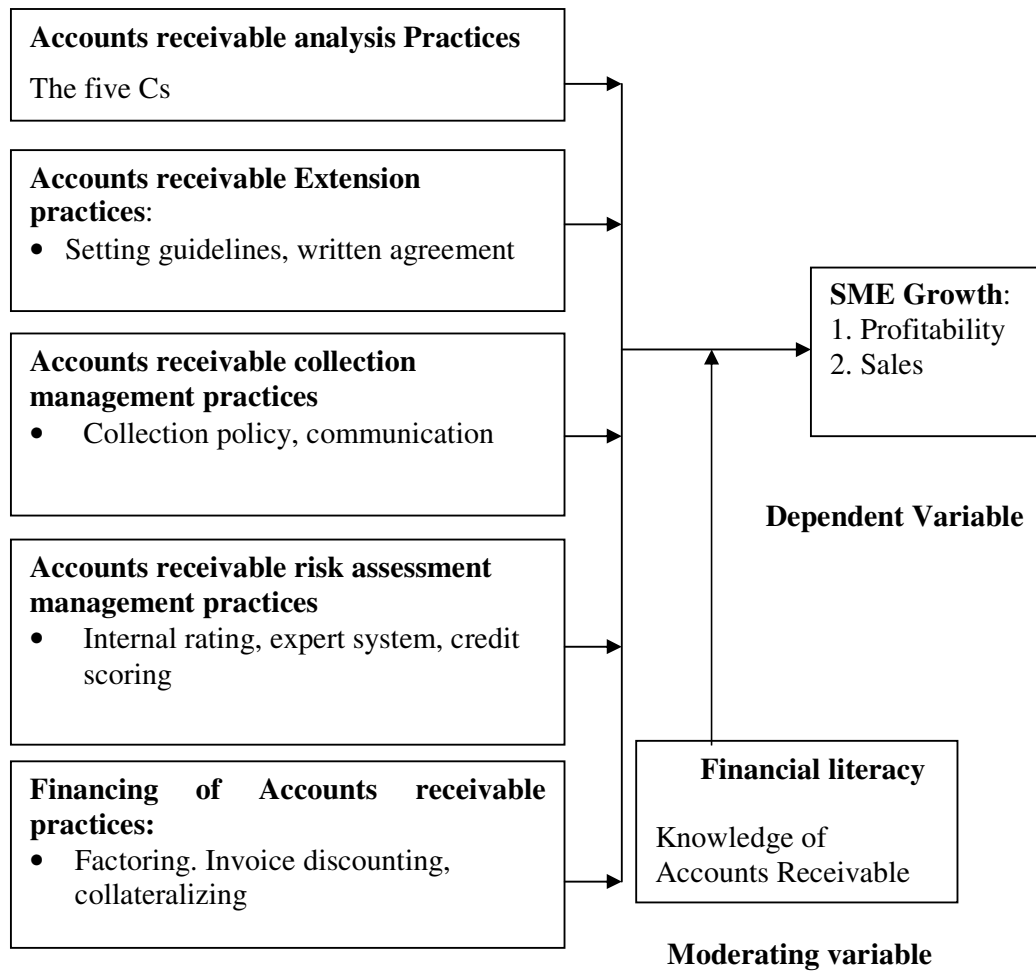 Accounts receivable analysis Practices
The five Cs
Accounts receivable Extension
practices:
• Setting guidelines, written agreement
Accounts receivable collection
management practices
• Collection policy, communication
Accounts receivable risk assessment
management practices
• Internal rating, expert system, credit
scoring
Financing of Accounts receivable
practices:
• Factoring. Invoice discounting,
collateralizing
SME Growth:
1. Profitability
2. Sales
Dependent Variable
Financial literacy
Knowledge of
Accounts Receivable
Moderating variable